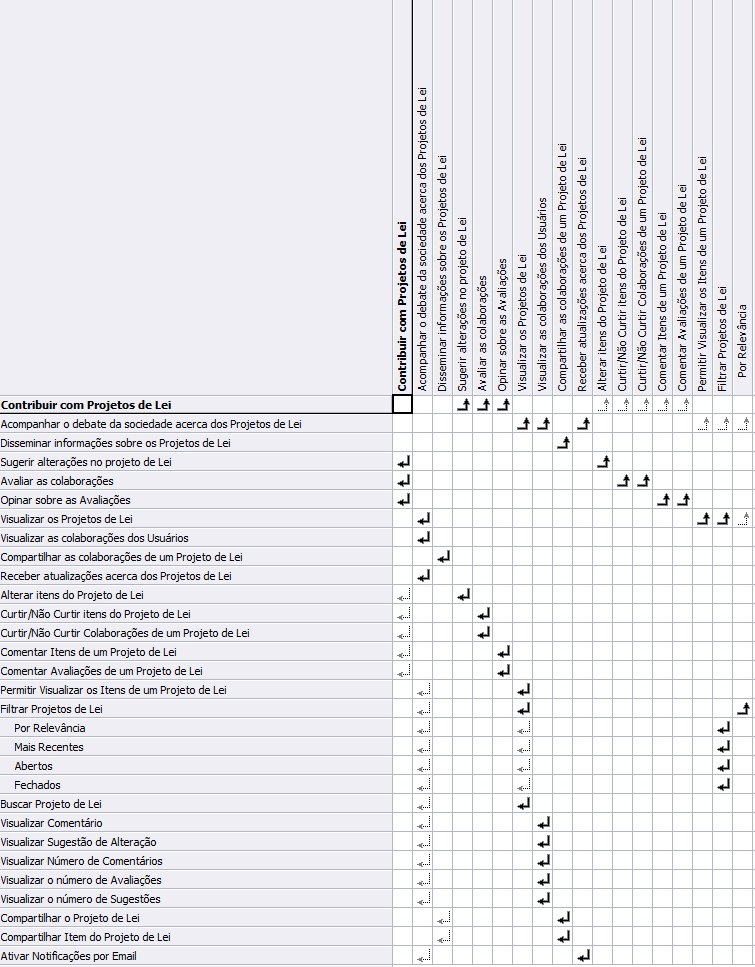 Contribuir com Projetos de Lei
Acompanhar o debate da sociedade acerca dos Projetos de Lei
Disseminar informações sobre os Projetos de Lei
Sugerir alterações no projeto de Lei
Avaliar as colaborações
Opinar sobre as Avaliações
Visualizar os Projetos de Lei
Visualizar as colaborações dos Usuários
Compartilhar as colaborações de um Projeto de Lei
Receber atualizações acerca dos Projetos de Lei
Alterar itens do Projeto de Lei
Curtir/Não Curtir itens do Projeto de Lei
Curtir/Não Curtir Colaborações de um Projeto de Lei
Comentar Itens de um Projeto de Lei
Comentar Avaliações de um Projeto de Lei
Permitir Visualizar os Itens de um Projeto de Lei
Filtrar Projetos de Lei
Por Relevância
Contribuir com Projetos de Lei
Acompanhar o debate da sociedade acerca dos Projetos de Lei
Disseminar informações sobre os Projetos de Lei
Sugerir alterações no projeto de Lei
Avaliar as colaborações
Opinar sobre as Avaliações
Visualizar os Projetos de Lei
Visualizar as colaborações dos Usuários
Compartilhar as colaborações de um Projeto de Lei
Receber atualizações acerca dos Projetos de Lei
Alterar itens do Projeto de Lei
Curtir/Não Curtir itens do Projeto de Lei
Curtir/Não Curtir Colaborações de um Projeto de Lei
Comentar Itens de um Projeto de Lei
Comentar Avaliações de um Projeto de Lei
Permitir Visualizar os Itens de um Projeto de Lei
Filtrar Projetos de Lei
Por Relevância
Mais Recentes
Abertos
Fechados
Buscar Projeto de Lei
Visualizar Comentário
Visualizar Sugestão de Alteração
Visualizar Número de Comentários
Visualizar o número de Avaliações
Visualizar o número de Sugestões
Compartilhar o Projeto de Lei
Compartilhar Item do Projeto de Lei
Ativar Notificações por Email